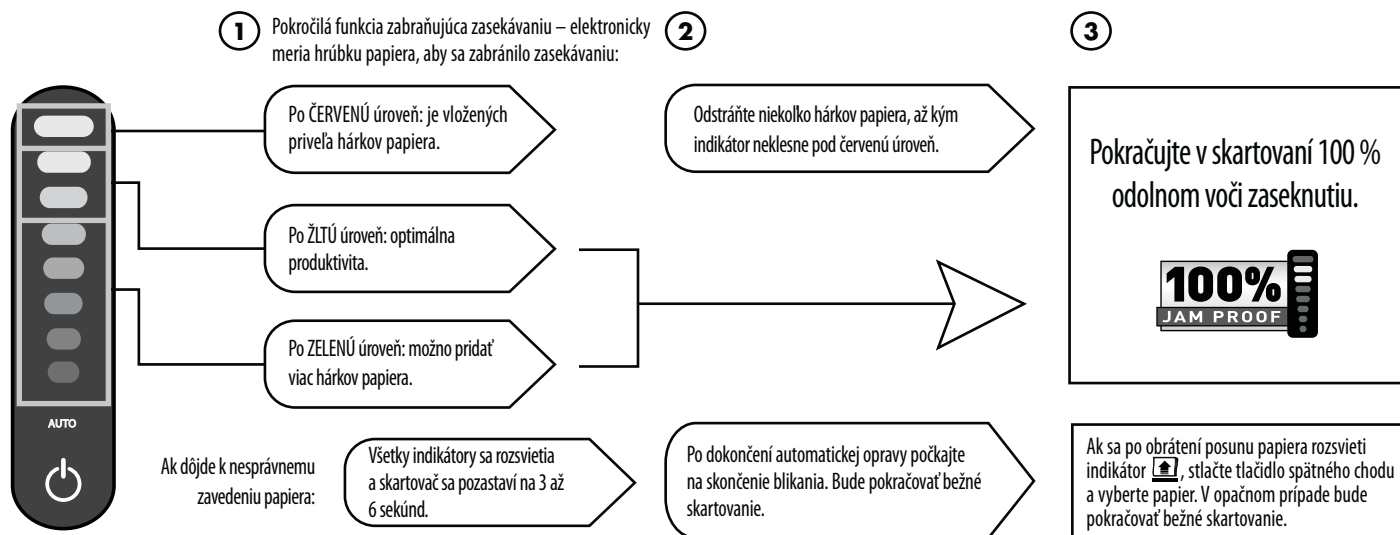 1
Pokročilá funkcia zabraňujúca zasekávaniu – elektronicky
meria hrúbku papiera, aby sa zabránilo zasekávaniu:
2
3
Po ČERVENÚ úroveň: je vložených
priveľa hárkov papiera.
Odstráňte niekoľko hárkov papiera, až kým
indikátor neklesne pod červenú úroveň.
Po ŽLTÚ úroveň: optimálna
produktivita.
Po ZELENÚ úroveň: možno pridať
viac hárkov papiera.
Pokračujte v skartovaní 100 %
odolnom voči zaseknutiu.
100%
JAM PROOF
AUTO
Ak dôjde k nesprávnemu
zavedeniu papiera:
Všetky indikátory sa rozsvietia
a skartovač sa pozastaví na 3 až
6 sekúnd.
Po dokončení automatickej opravy počkajte
na skončenie blikania. Bude pokračovať bežné
skartovanie.
Ak sa po obrátení posunu papiera rozsvieti
indikátor , stlačte tlačidlo spätného chodu
a vyberte papier. V opačnom prípade bude
pokračovať bežné skartovanie.